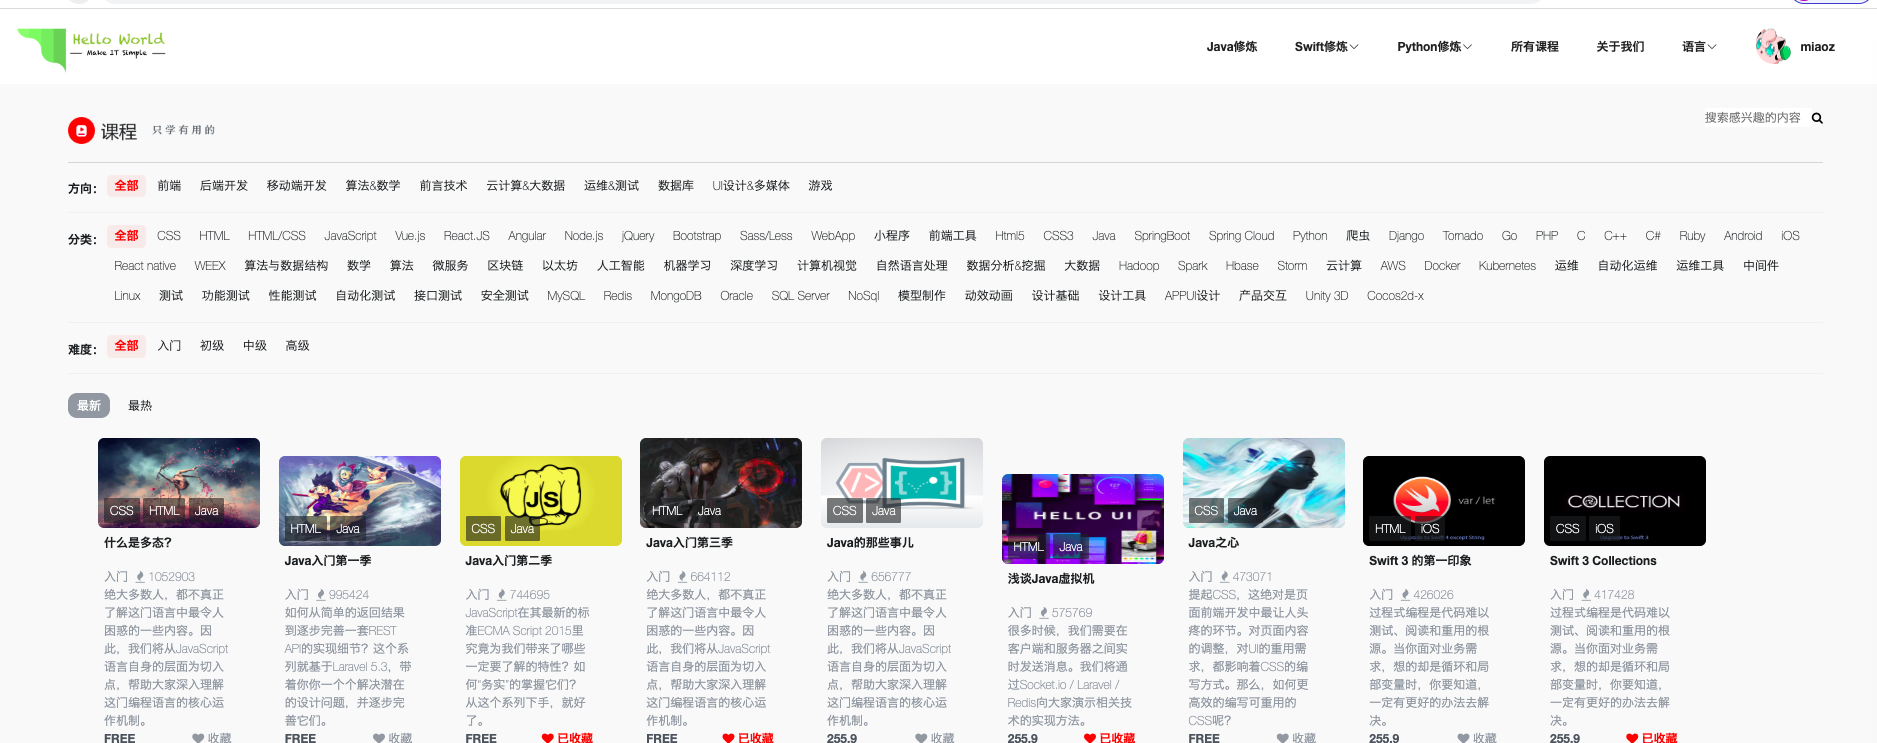 Hello World
Make IT Simple
Java修炼 Swift修炼 Python修炼 所有课程 关于我们 语言 miaoz
课程 只学有用的
搜索感兴趣的内容
方向: 全部 前端 后端开发 移动端开发 算法&数学 前言技术 云计算&大数据 运维&测试 数据库 UI设计&多媒体 游戏
分类: 全部 CSS HTML HTML/CSS JavaScript Vue.js React.JS Angular Node.js jQuery Bootstrap Sass/Less WebApp 小程序 前端工具 Html5 CSS3 Java SpringBoot Spring Cloud Python 爬虫 Django Tornado Go PHP C C++ C# Ruby Android iOS
React native WEEX 算法与数据结构 数学 算法 微服务 区块链 以太坊 人工智能 机器学习 深度学习 计算机视觉 自然语言处理 数据分析&挖掘 大数据 Hadoop Spark Hbase Storm 云计算 AWS Docker Kubernetes 运维 自动化运维 运维工具 中间件
Linux 测试 功能测试 性能测试 自动化测试 接口测试 安全测试 MySQL Redis MongoDB Oracle SQL Server NoSql 模型制作 动效动画 设计基础 设计工具 APPUI设计 产品交互 Unity 3D Cocos2d-x
难度: 全部 入门 初级 中级 高级
最新 最热
CSS HTML Java
什么是多态?
入门 1052903
绝大多数人，都不真正
了解这门语言中最令人
困惑的一些内容。因
此，我们将从JavaScript
语言自身的层面为切入
点，帮助大家深入理解
这门编程语言的核心运
作机制。
FREE 收藏
HTML Java
Java入门第一季
入门 995424
如何从简单的返回结果
到逐步完善一套REST
API的实现细节？这个系
列就基于Laravel 5.3，带
着你你一个个解决潜在
的设计问题，并逐步完
善它们。
FREE 收藏
JS
CSS Java
Java入门第二季
入门 744695
JavaScript在其最新的标
准ECMA Script 2015里
究竟为我们带来了哪些
一定要了解的特性？如
何“务实”的掌握它们？
从这个系列下手，就好
了。
FREE 已收藏
HTML Java
Java入门第三季
入门 664112
绝大多数人，都不真正
了解这门语言中最令人
困惑的一些内容。因
此，我们将从JavaScript
语言自身的层面为切入
点，帮助大家深入理解
这门编程语言的核心运
作机制。
FREE 已收藏
CSS Java
Java的那些事儿
入门 656777
绝大多数人，都不真正
了解这门语言中最令人
困惑的一些内容。因
此，我们将从JavaScript
语言自身的层面为切入
点，帮助大家深入理解
这门编程语言的核心运
作机制。
255.9 收藏
HELLO UI
HTML Java
浅谈Java虚拟机
入门 575769
很多时候，我们需要在
客户端和服务器之间实
时发送消息。我们将通
过Socket.io / Laravel /
Redis向大家演示相关技
术的实现方法。
255.9 已收藏
CSS Java
Java之心
入门 473071
提起CSS，这绝对是页
面前端开发中最让人头
疼的环节。对页面内容
的调整，对UI的重用需
求，都影响着CSS的编
写方式。那么，如何更
高效的编写可重用的
CSS呢？
FREE 收藏
var / let
HTML iOS
Swift 3 的第一印象
入门 426026
过程式编程是代码难以
测试、阅读和重用的根
源。当你面对业务需
求，想的却是循环和局
部变量时，你要知道，
一定有更好的办法去解
决。
255.9 收藏
COLLECTION
CSS iOS
Swift 3 Collections
入门 417428
过程式编程是代码难以
测试、阅读和重用的根
源。当你面对业务需
求，想的却是循环和局
部变量时，你要知道，
一定有更好的办法去解
决。
255.9 已收藏